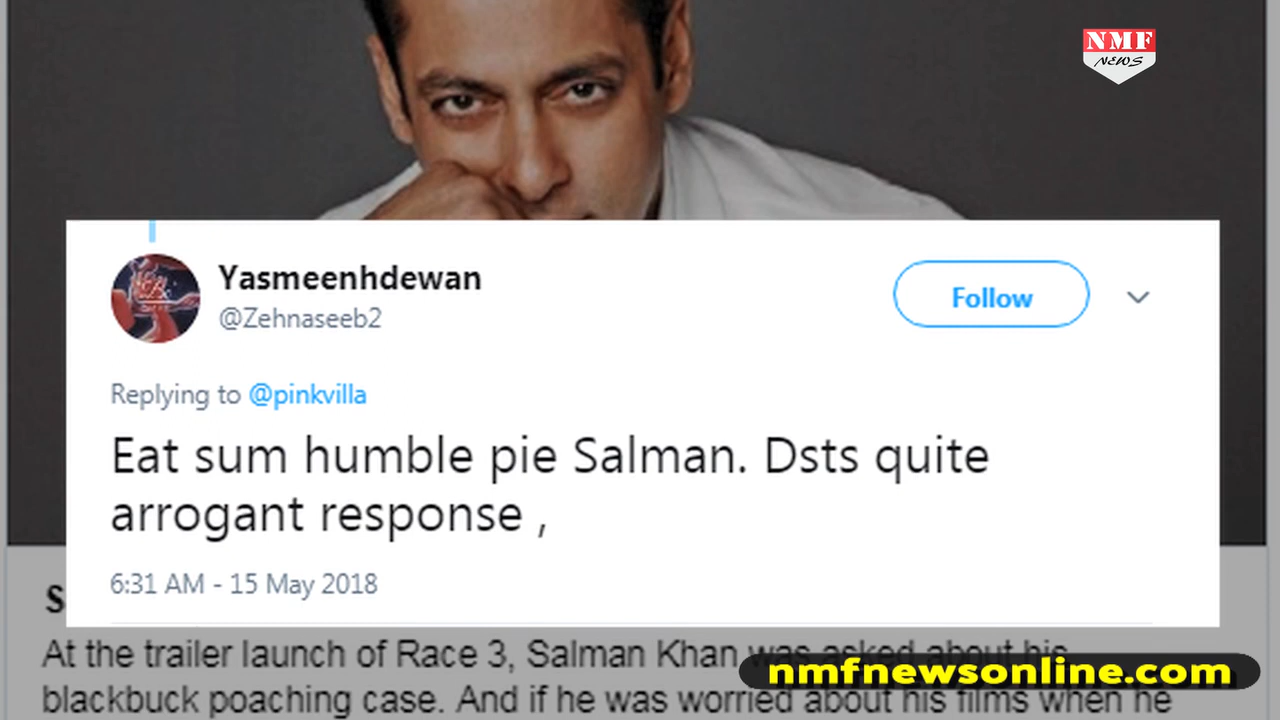 NMF
NEWS
Yasmeenhdewan
@Zehnaseeb2
Follow
Replying to @pinkvilla
Eat sum humble pie Salman. Dsts quite
arrogant response ,
6:31 AM - 15 May 2018
S
At the trailer launch of Race 3, Salman Khan was asked about his
blackbuck poaching case. And if he was worried about his films when he
nmfnewsonline.com